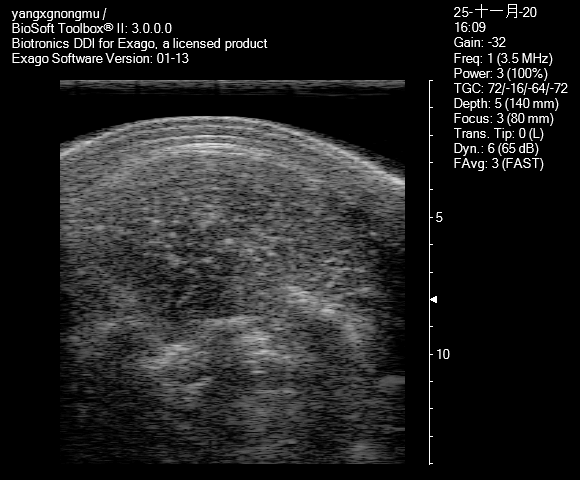 yangxgnongmu /
BioSoft Toolbox® II: 3.0.0.0
Biotronics DDI for Exago, a licensed product
Exago Software Version: 01-13
25-十一月-20
16:09
Gain: -32
Freq: 1 (3.5 MHz)
Power: 3 (100%)
TGC: 72/-16/-64/-72
Depth: 5 (140 mm)
Focus: 3 (80 mm)
Trans. Tip: 0 (L)
Dyn.: 6 (65 dB)
FAvg: 3 (FAST)
5
10